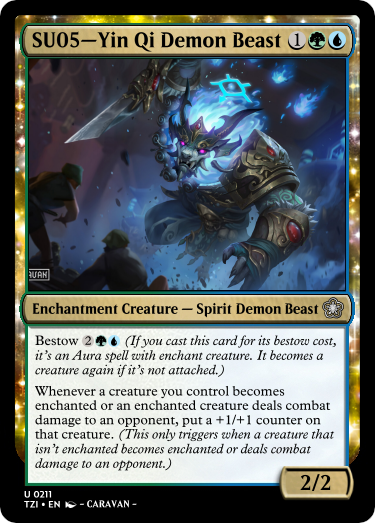 SU05—Yin Qi Demon Beast 1
RUAN
Enchantment Creature — Spirit Demon Beast
Bestow 2 (If you cast this card for its bestow cost,
it's an Aura spell with enchant creature. It becomes a
creature again if it's not attached.)
Whenever a creature you control becomes
enchanted or an enchanted creature deals combat
damage to an opponent, put a +1/+1 counter on
that creature. (This only triggers when a creature that
isn't enchanted becomes enchanted or deals combat
damage to an opponent.)
2/2
U 0211
TZI • EN - CARAVAN -